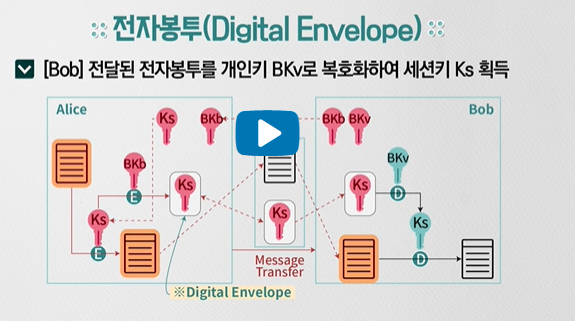 전자봉투(Digital Envelope)
[Bob] 전달된 전자봉투를 개인키 BKv로 복호화하여 세션키 Ks 획득
Alice
Bob
Ks
BKb
BKb
BKv
BKb
BKv
Ks
Ks
E
D
Ks
Ks
Ks
E
D
Message
Transfer
※Digital Envelope